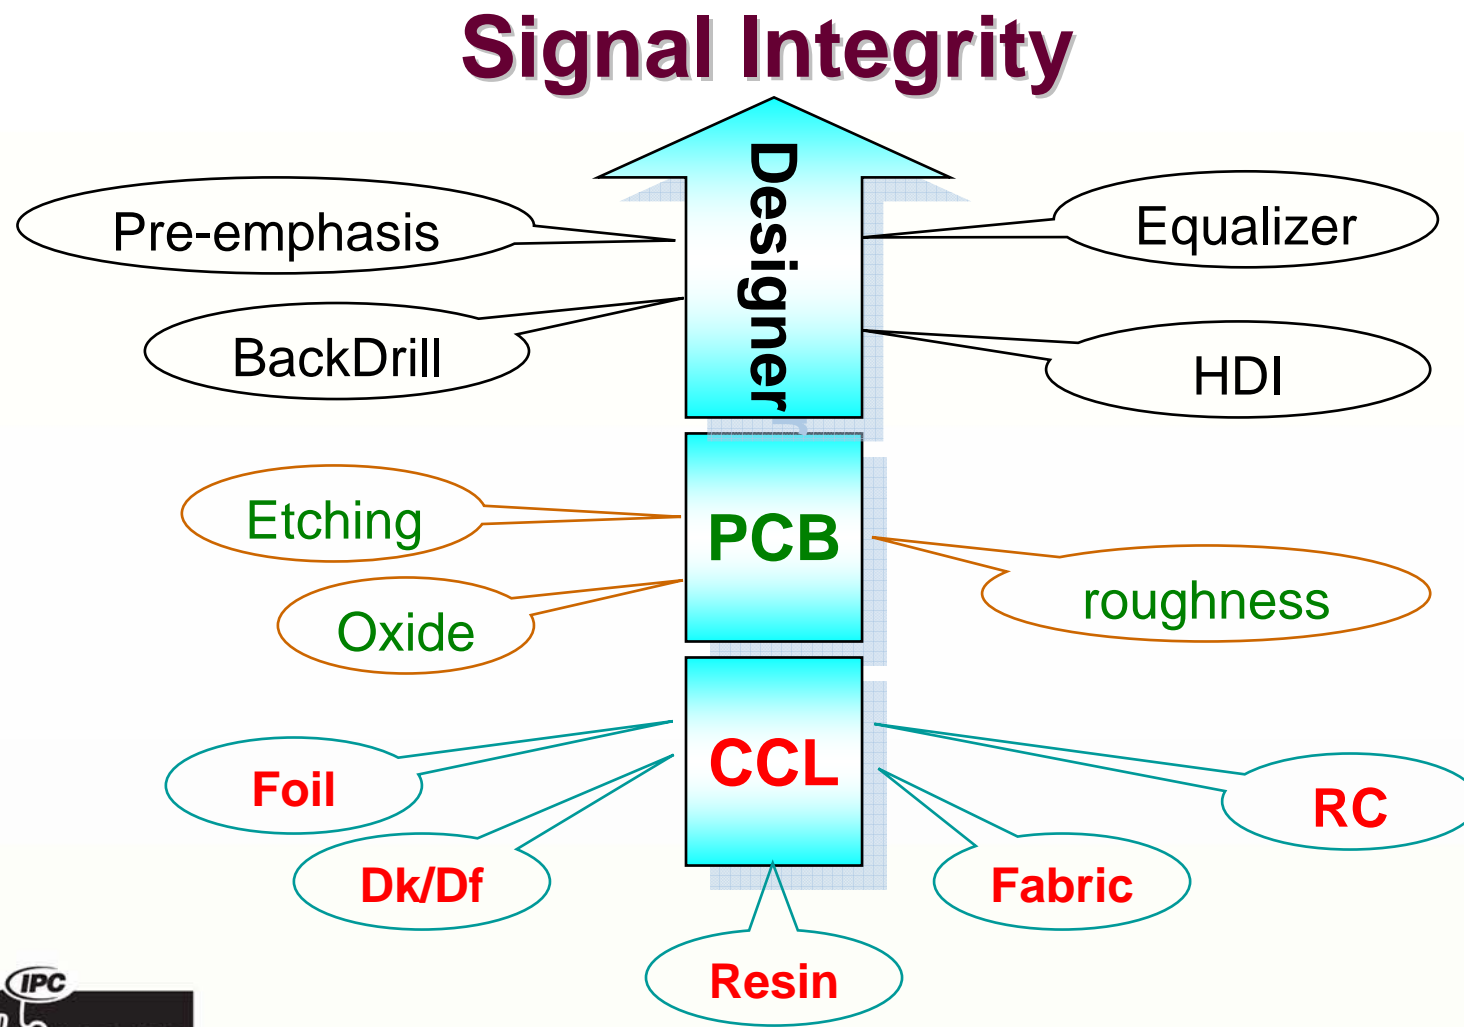 Signal Integrity
Designer
Pre-emphasis
Equalizer
BackDrill
HDI
PCB
Etching
Oxide
roughness
CCL
Foil
RC
Dk/Df
Fabric
Resin
IPC